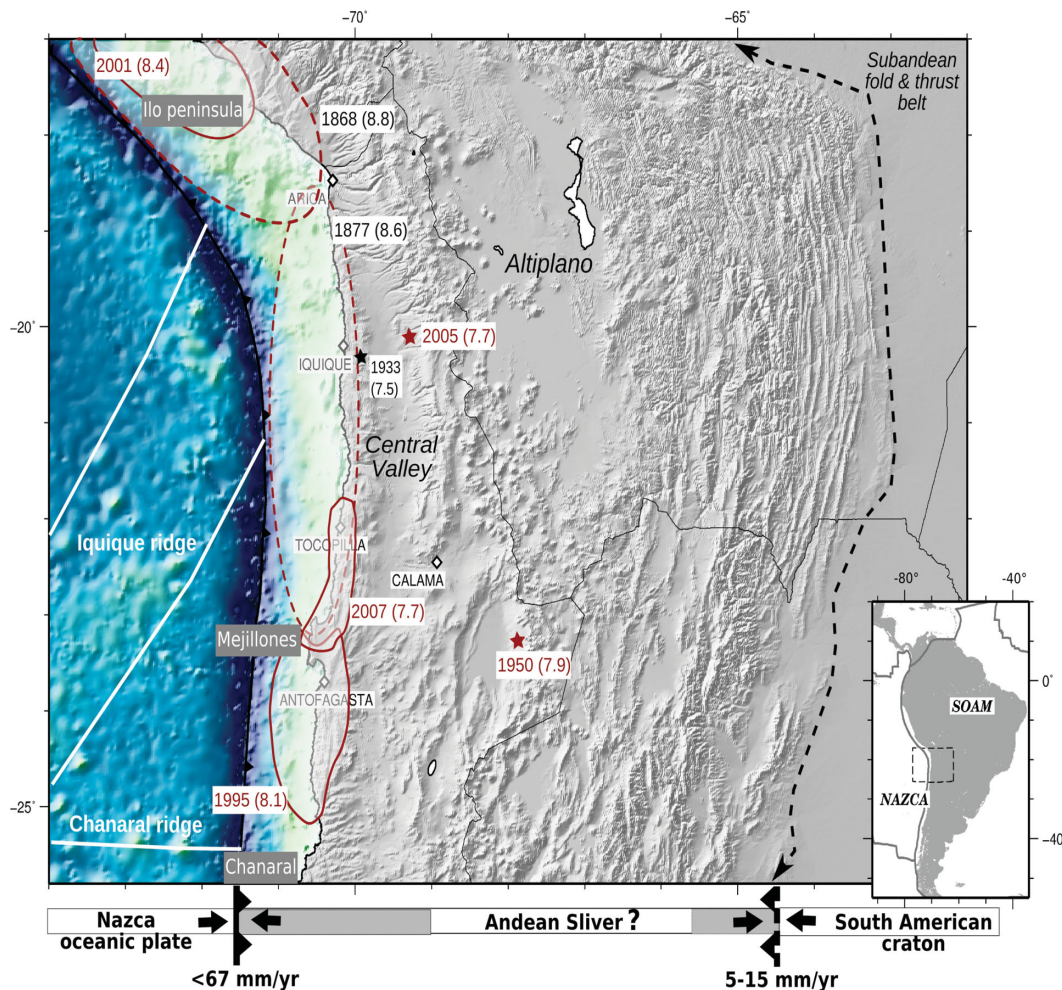 −70˚
−65˚
2001 (8.4)
Ilo peninsula
1868 (8.8)
Subandean
fold & thrust
belt
ARICA
1877 (8.6)
Altiplano
−20˚
2005 (7.7)
IQUIQUE
1933
(7.5)
Central
Valley
Iquique ridge
TOCOPILLA
CALAMA
2007 (7.7)
Mejillones
1950 (7.9)
ANTOFAGASTA
−25˚
1995 (8.1)
Chanaral ridge
Chanaral
−80˚
−40˚
0˚
SOAM
NAZCA
−40
Nazca
oceanic plate
Andean Sliver ?
South American
craton
<67 mm/yr
5-15 mm/yr